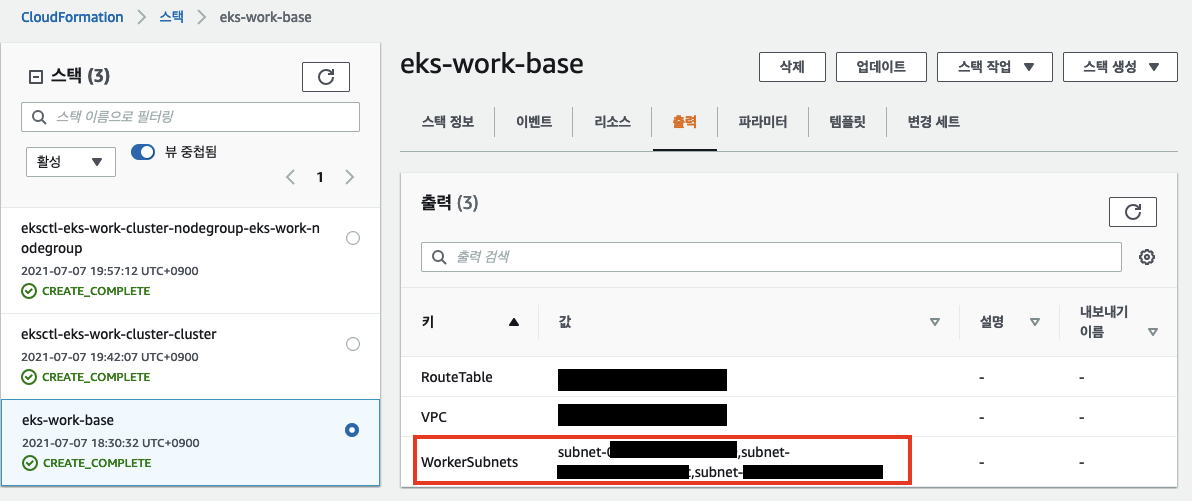 CloudFormation > 스택 > eks-work-base
스택 (3)
스택 이름으로 필터링
활성
뷰 중첩됨
1
eksctl-eks-work-cluster-nodegroup-eks-work-n
odegroup
2021-07-07 19:57:12 UTC+0900
CREATE_COMPLETE
eksctl-eks-work-cluster-cluster
2021-07-07 19:42:07 UTC+0900
CREATE_COMPLETE
eks-work-base
2021-07-07 18:30:32 UTC+0900
CREATE_COMPLETE
eks-work-base
삭제 업데이트 스택 작업 스택 생성
스택 정보 이벤트 리소스 출력 파라미터 템플릿 변경 세트
출력 (3)
출력 검색
키 값 설명 내보내기
이름
RouteTable - -
VPC - -
WorkerSubnets subnet- ,subnet- - -
,subnet-